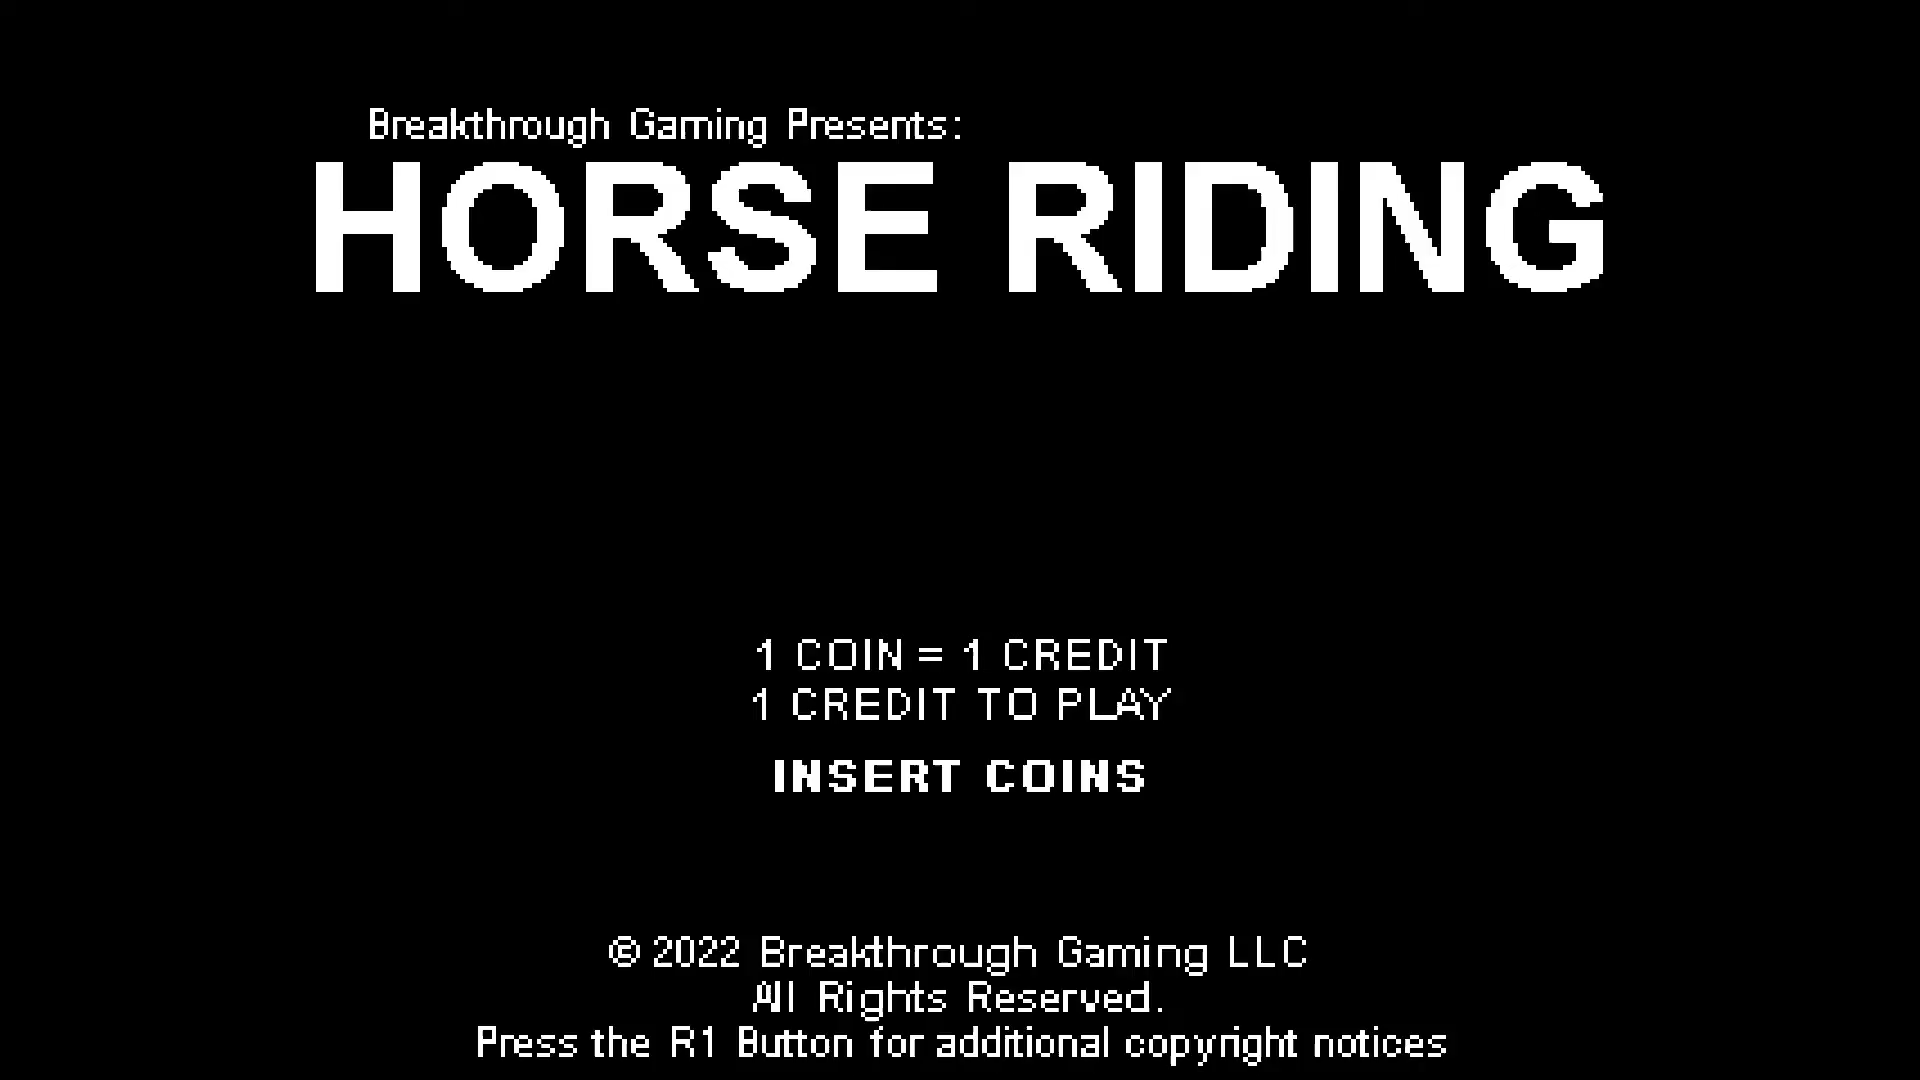 Breakthrough Gaming Presents:
HORSE RIDING
1 COIN = 1 CREDIT
1 CREDIT TO PLAY
INSERT COINS
© 2022 Breakthrough Gaming LLC
All Rights Reserved.
Press the R1 Button for additional copyright notices